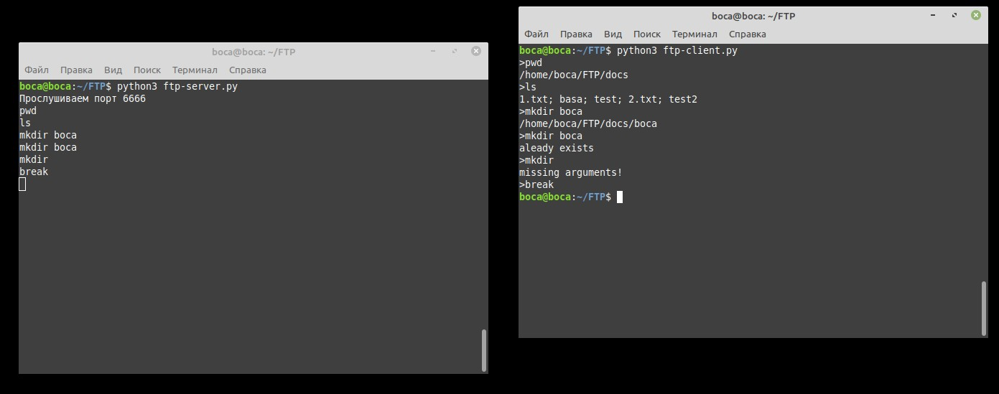 boca@boca: ~/FTP
Файл Правка Вид Поиск Терминал Справка
boca@boca:~/FTP$ python3 ftp-server.py
Прослушиваем порт 6666
pwd
ls
mkdir boca
mkdir boca
mkdir
break
boca@boca: ~/FTP
Файл Правка Вид Поиск Терминал Справка
boca@boca:~/FTP$ python3 ftp-client.py
>pwd
/home/boca/FTP/docs
>ls
1.txt; basa; test; 2.txt; test2
>mkdir boca
/home/boca/FTP/docs/boca
>mkdir boca
aleady exists
>mkdir
missing arguments!
>break
boca@boca:~/FTP$